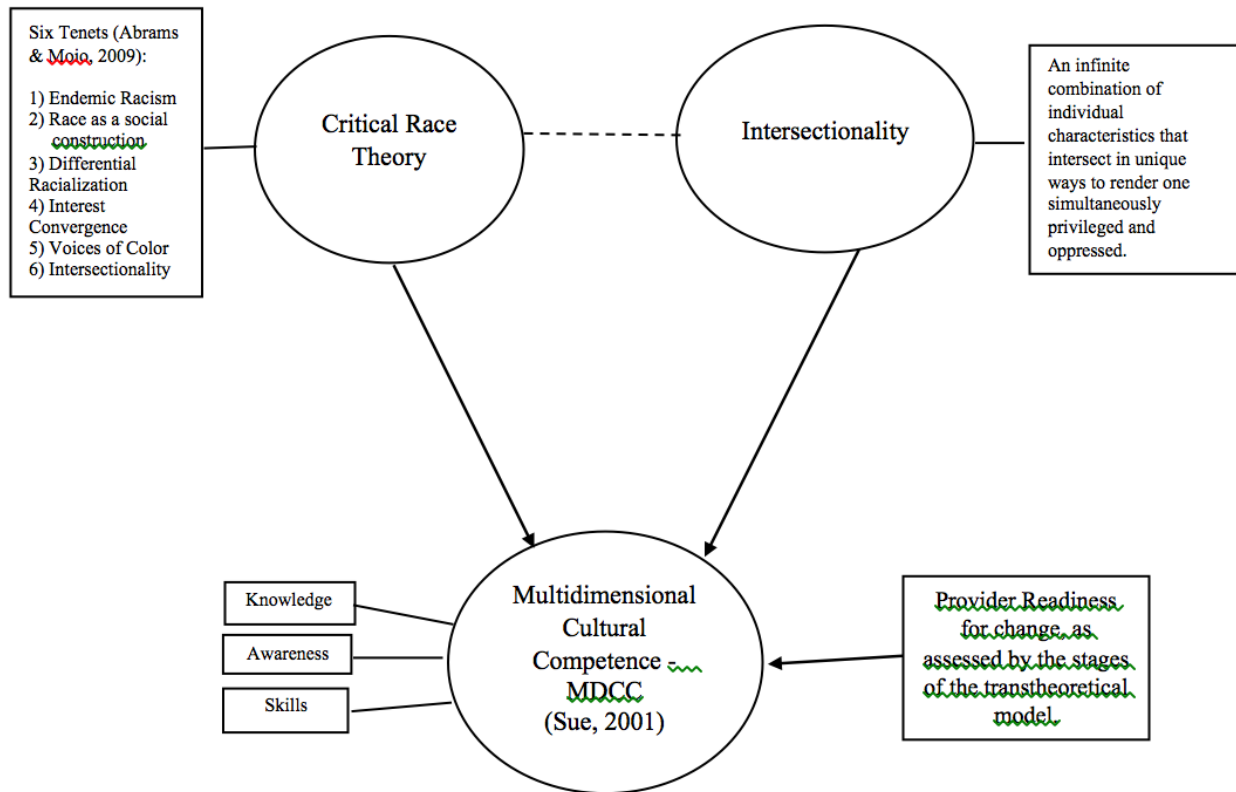 Six Tenets (Abrams
& Moio, 2009):
1) Endemic Racism
2) Race as a social
construction
3) Differential
Racialization
4) Interest
Convergence
5) Voices of Color
6) Intersectionality
Critical Race
Theory
Intersectionality
An infinite
combination of
individual
characteristics that
intersect in unique
ways to render one
simultaneously
privileged and
oppressed.
Knowledge
Awareness
Skills
Multidimensional
Cultural
Competence -
MDCC
(Sue, 2001)
Provider Readiness
for change, as
assessed by the stages
of the transtheoretical
model.